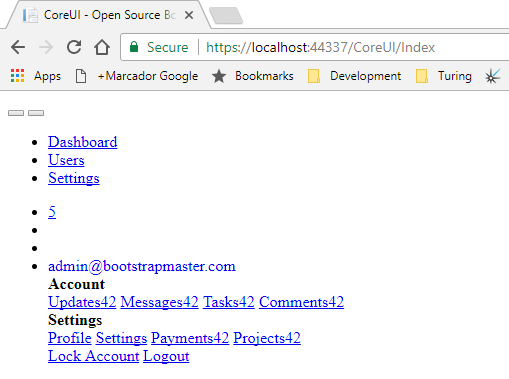 CoreUI - Open Source Bo
Secure https://localhost:44337/CoreUI/Index
Apps +Marcador Google Bookmarks Development Turing
Dashboard
Users
Settings
5
admin@bootstrapmaster.com
Account
Updates42 Messages42 Tasks42 Comments42
Settings
Profile Settings Payments42 Projects42
Lock Account Logout